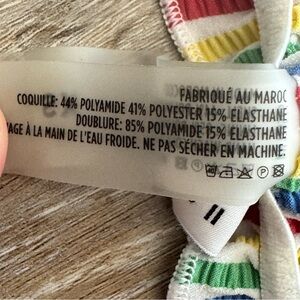 FABRIQUÉ AU MAROC
COQUILLE: 44% POLYAMIDE 41% POLYESTER 15% ELASTHANE
DOUBLURE: 85% POLYAMIDE 15% ELASTHANE
AGE À LA MAIN DE L'EAU FROIDE. NE PAS SÉCHER EN MACHINE.